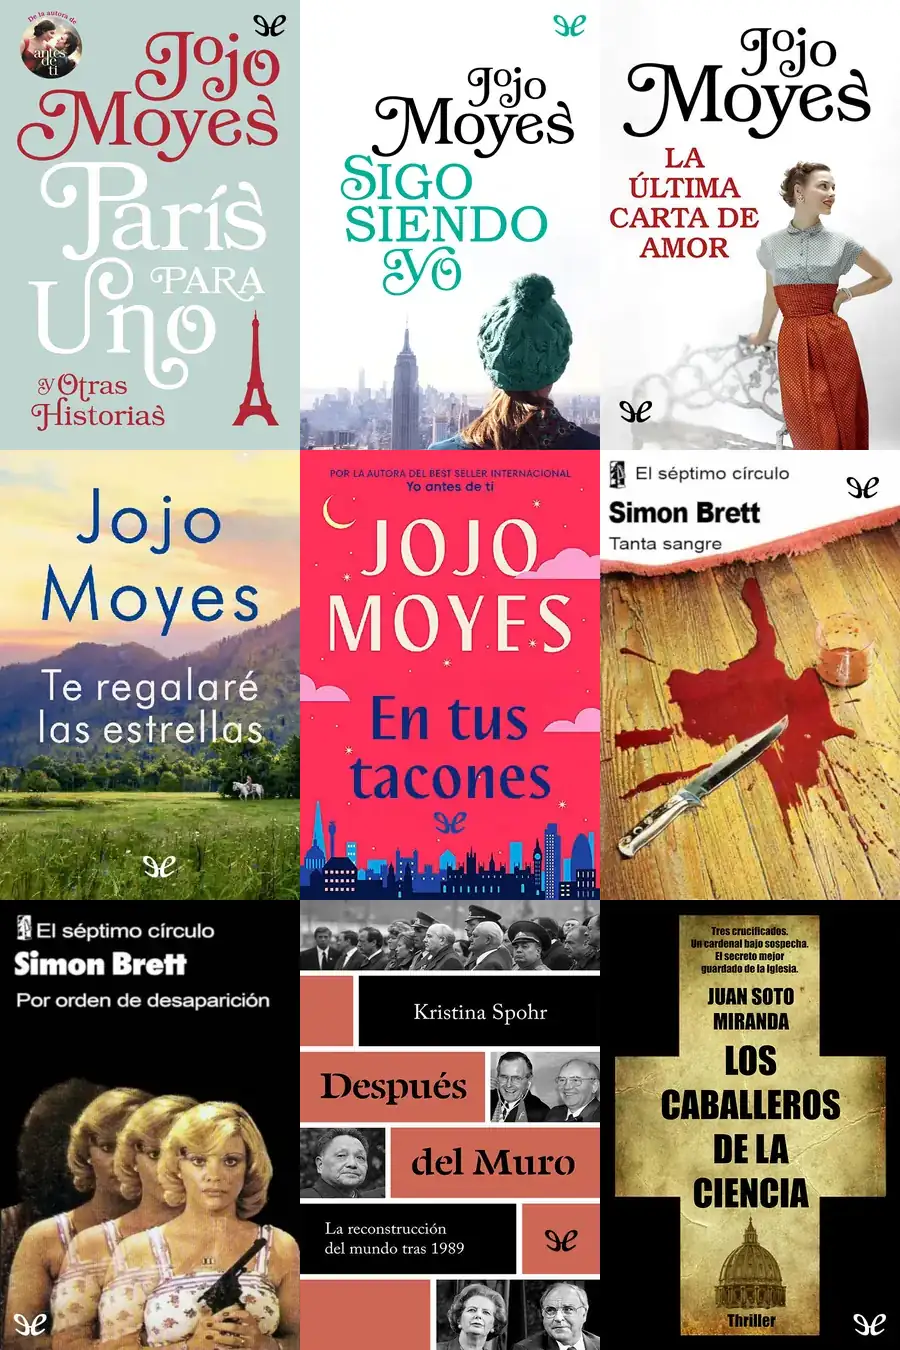 De la autora de
antes
de
ti
Jojo
Moyes
París
PARA
Uno
y Otras
Historias
Jojo
Moyes
SIGO
SIENDO
yo
Jojo
Moyes
LA
ÚLTIMA
CARTA DE
AMOR
Jojo
Moyes
Te regalaré
las estrellas
POR LA AUTORA DEL BEST SELLER INTERNACIONAL
Yo antes de ti
JOJO
MOYES
En tus
tacones
El séptimo círculo
Simon Brett
Tanta sangre
El séptimo círculo
Simon Brett
Por orden de desaparición
Kristina Spohr
Después
del Muro
La reconstrucción
del mundo tras 1989
Tres crucificados.
Un cardenal bajo sospecha.
El secreto mejor
guardado de la Iglesia.
JUAN SOTO
MIRANDA
LOS
CABALLEROS
DE LA
CIENCIA
Thriller